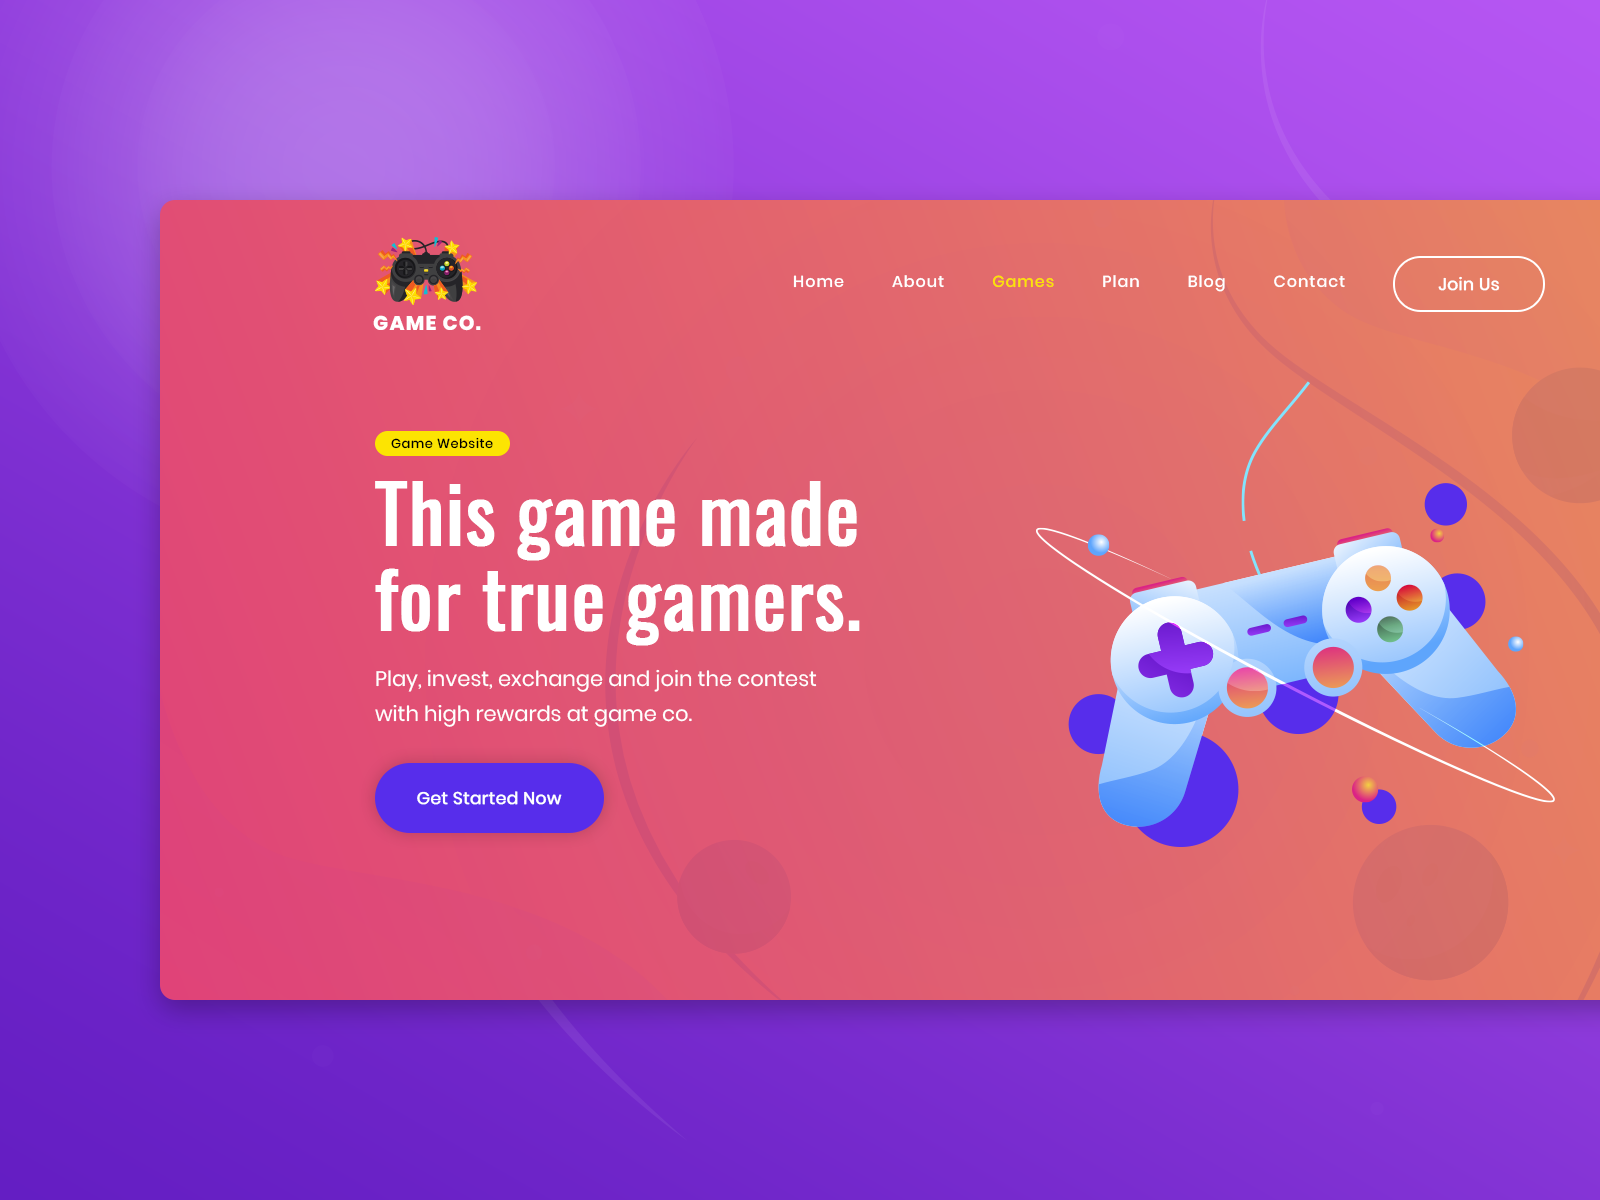 GAME CO.
Home About Games Plan Blog Contact Join Us
Game Website
This game made
for true gamers.
Play, invest, exchange and join the contest
with high rewards at game co.
Get Started Now